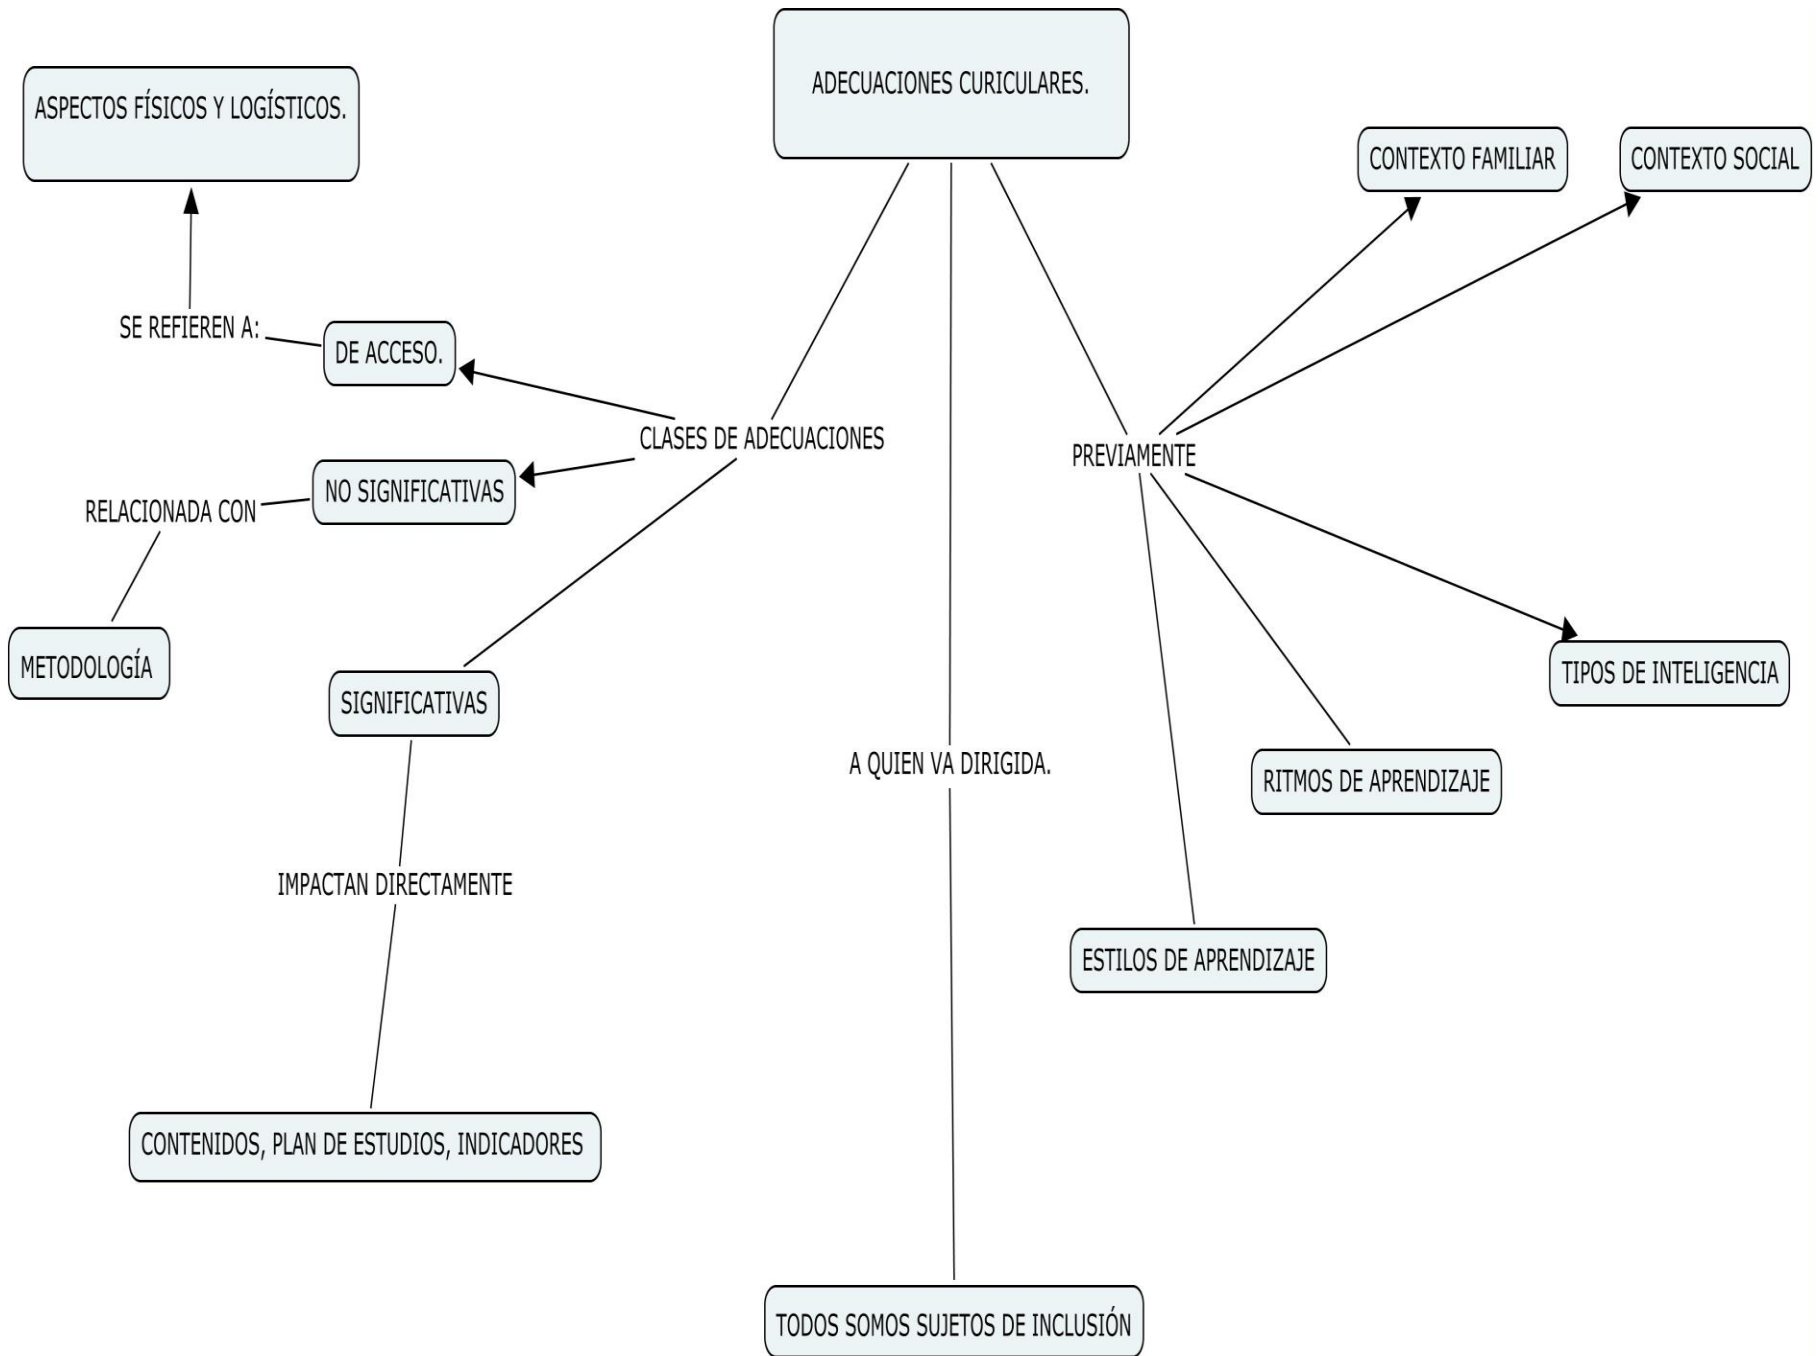 ADECUACIONES CURICULARES.
ASPECTOS FÍSICOS Y LOGÍSTICOS.
CONTEXTO FAMILIAR
CONTEXTO SOCIAL
SE REFIEREN A:
DE ACCESO.
CLASES DE ADECUACIONES
PREVIAMENTE
NO SIGNIFICATIVAS
RELACIONADA CON
METODOLOGÍA
SIGNIFICATIVAS
TIPOS DE INTELIGENCIA
A QUIEN VA DIRIGIDA.
RITMOS DE APRENDIZAJE
IMPACTAN DIRECTAMENTE
ESTILOS DE APRENDIZAJE
CONTENIDOS, PLAN DE ESTUDIOS, INDICADORES
TODOS SOMOS SUJETOS DE INCLUSIÓN